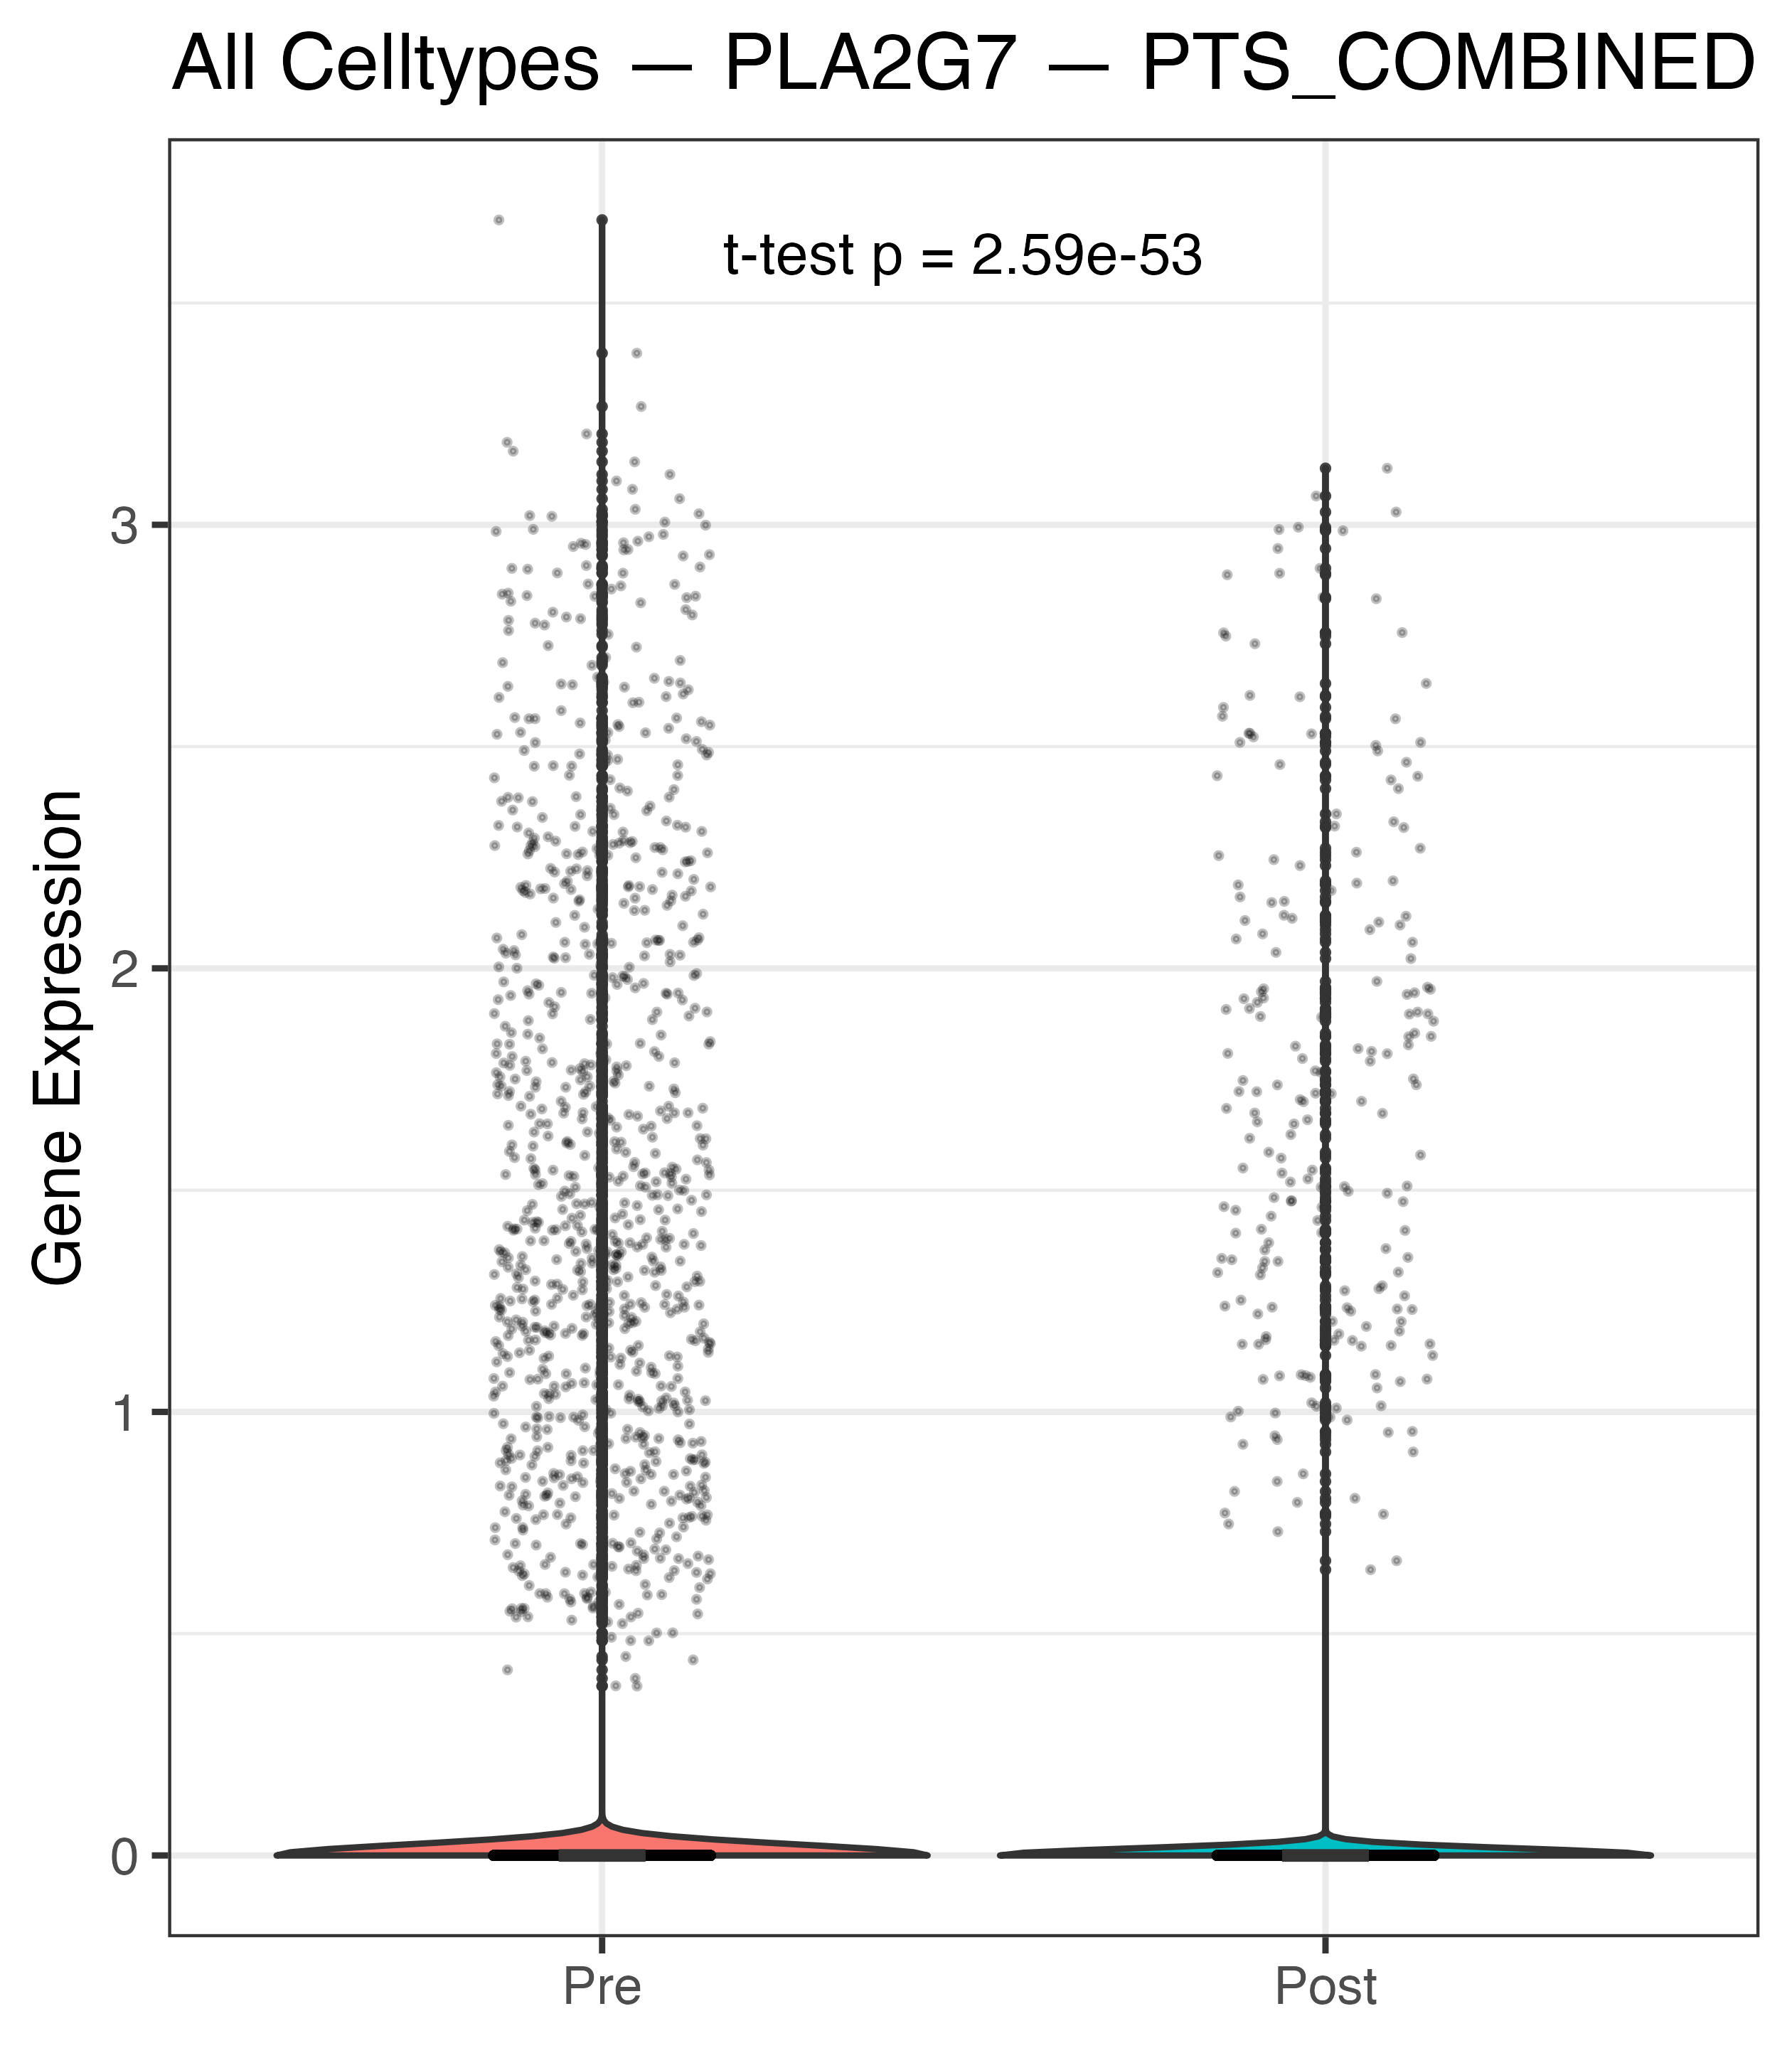 All Celltypes — PLA2G7 — PTS_COMBINED
t-test p = 2.59e-53
Gene Expression
3
2
1
0
Pre
Post